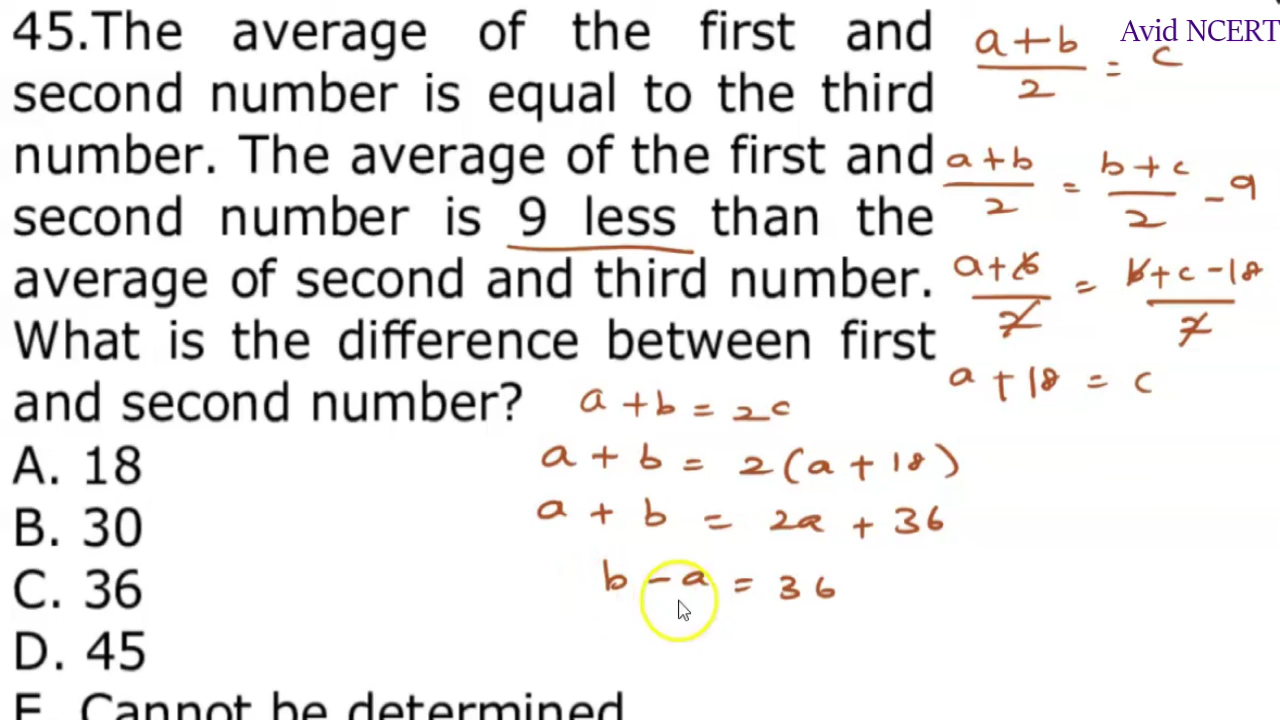 Avid NCERT
45.The average of the first and
second number is equal to the third
number. The average of the first and
second number is 9 less than the
average of second and third number.
What is the difference between first
and second number?
A. 18
B. 30
C. 36
D. 45
E. Cannot be determined
a+b/2 = c
a+b/2 = b+c/2 - 9
a+b/2 = b+c-18/2
a + 18 = c
a + b = 2c
a + b = 2(a + 18)
a + b = 2a + 36
b - a = 36